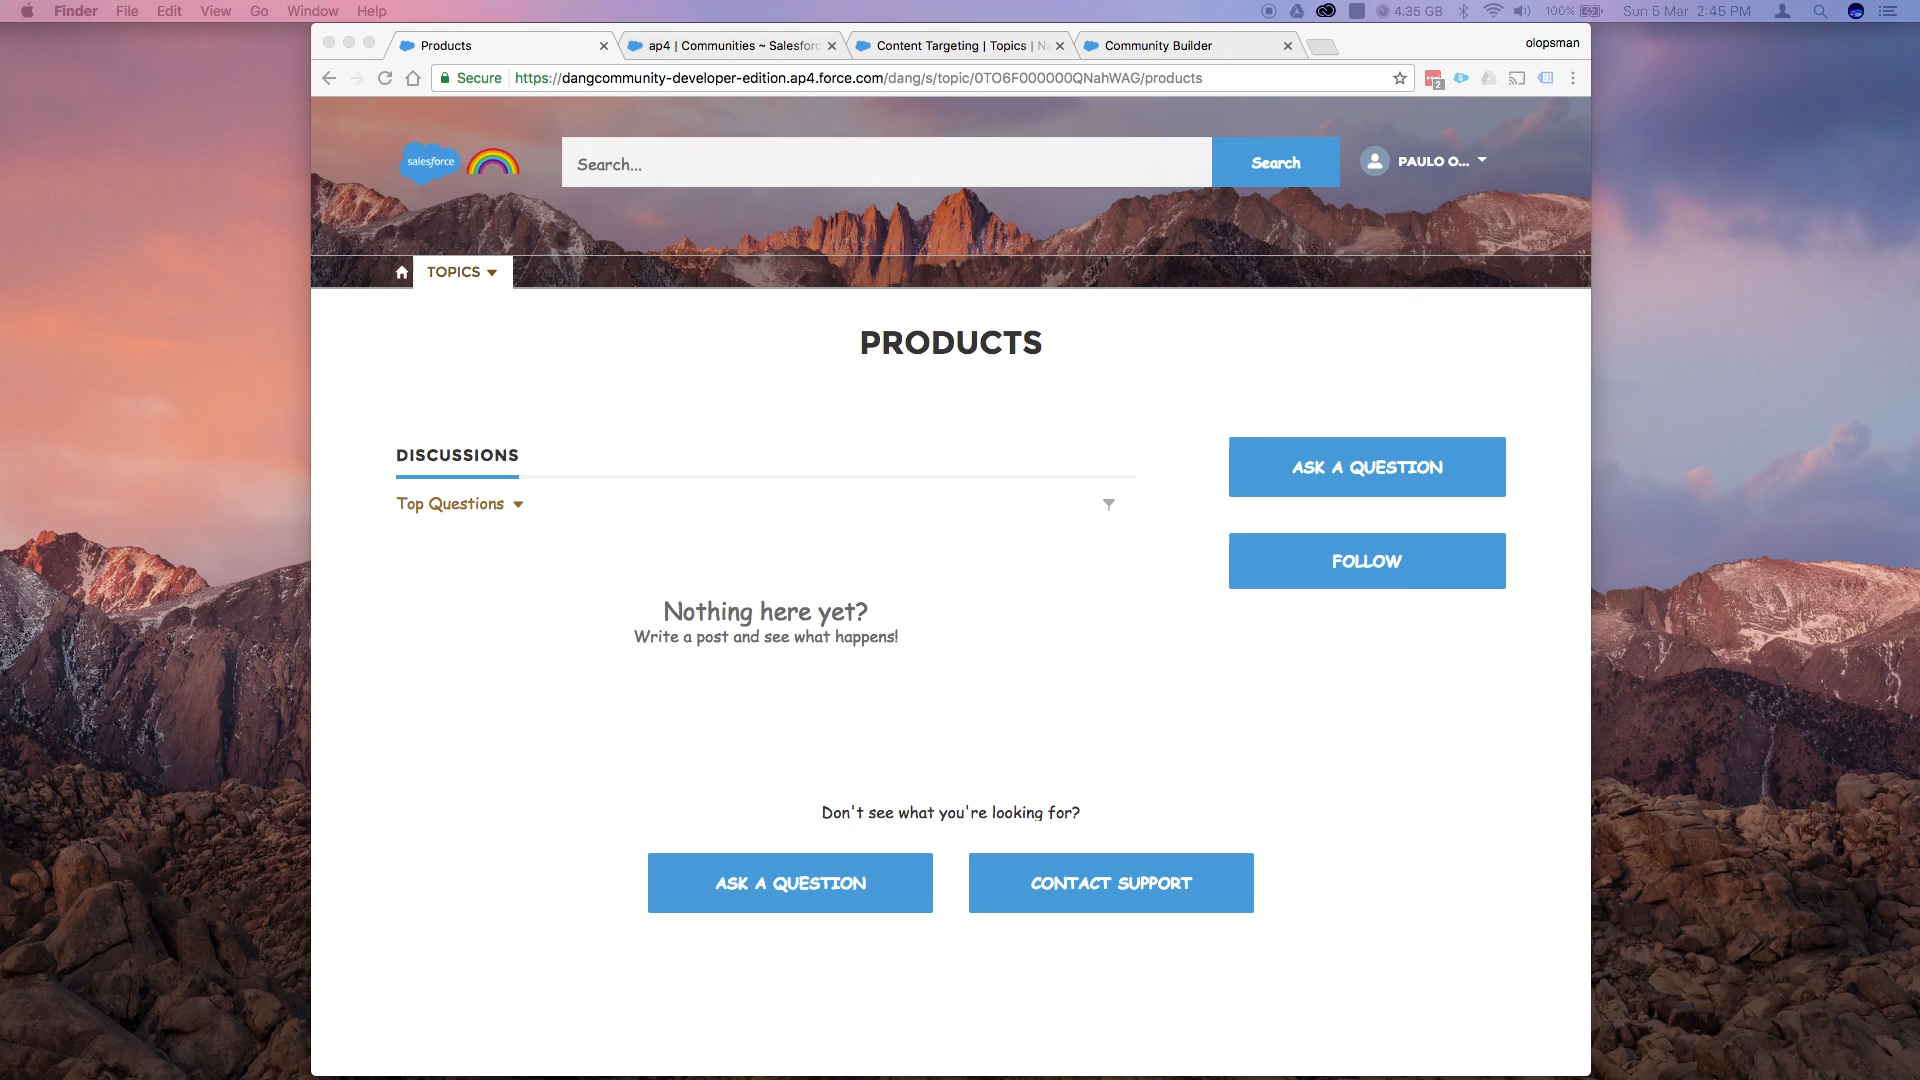 Finder File Edit View Go Window Help 4.35 GB 100% Sun 5 Mar 2:45 PM
Products ap4 | Communities ~ Salesforc Content Targeting | Topics | Community Builder olopsman
Secure https://dangcommunity-developer-edition.ap4.force.com/dang/s/topic/0TO6F000000QNahWAG/products 2
salesforce Search... Search PAULO O...
TOPICS
PRODUCTS
DISCUSSIONS
ASK A QUESTION
Top Questions
FOLLOW
Nothing here yet?
Write a post and see what happens!
Don't see what you're looking for?
ASK A QUESTION CONTACT SUPPORT